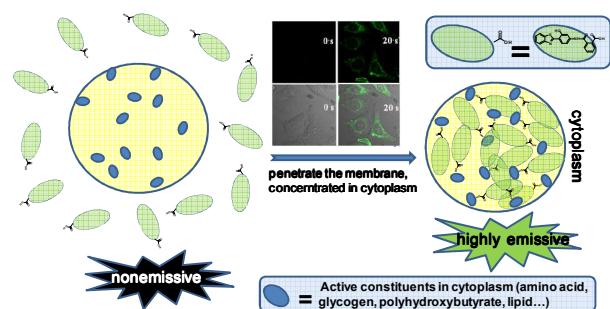 0 s
20 s
0 s
20 s
OH
=
penetrate the membrane,
concerntrated in cytoplasm
cytoplasm
nonemissive
highly emissive
= Active constituents in cytoplasm (amino acid,
glycogen, polyhydroxybutyrate, lipid...)